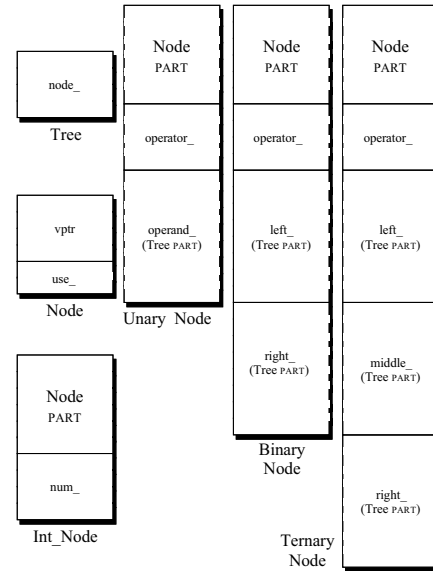 node_
Tree
vptr
use_
Node
Node
PART
num_
Int_Node
Node
PART
operator_
operand_
(Tree PART)
Unary Node
Node
PART
operator_
left_
(Tree PART)
right_
(Tree PART)
Binary
Node
Node
PART
operator_
left_
(Tree PART)
middle_
(Tree PART)
right_
(Tree PART)
Ternary
Node